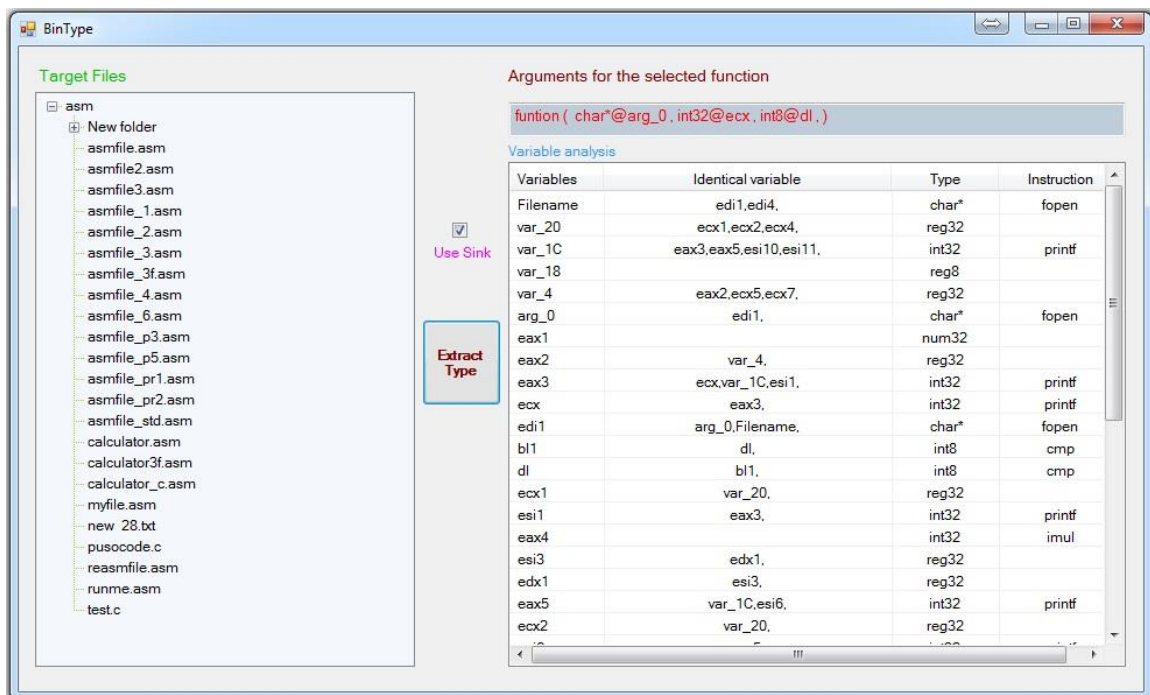 BinType
Target Files
asm
New folder
asmfile.asm
asmfile2.asm
asmfile3.asm
asmfile_1.asm
asmfile_2.asm
asmfile_3.asm
asmfile_3f.asm
asmfile_4.asm
asmfile_6.asm
asmfile_p3.asm
asmfile_p5.asm
asmfile_pr1.asm
asmfile_pr2.asm
asmfile_std.asm
calculator.asm
calculator3f.asm
calculator_c.asm
myfile.asm
new 28.txt
pusocode.c
reasmfile.asm
runme.asm
test.c
Use Sink
Extract
Type
Arguments for the selected function
funtion ( char*@arg_0 , int32@ecx , int8@dl , )
Variable analysis
Variables Identical variable Type Instruction
Filename edi1,edi4, char* fopen
var_20 ecx1,ecx2,ecx4, reg32
var_1C eax3,eax5,esi10,esi11, int32 printf
var_18 reg8
var_4 eax2,ecx5,ecx7, reg32
arg_0 edi1, char* fopen
eax1 num32
eax2 var_4, reg32
eax3 ecx,var_1C,esi1, int32 printf
ecx eax3, int32 printf
edi1 arg_0,Filename, char* fopen
bl1 dl, int8 cmp
dl bl1, int8 cmp
ecx1 var_20, reg32
esi1 eax3, int32 printf
eax4 int32 imul
esi3 edx1, reg32
edx1 esi3, reg32
eax5 var_1C,esi6, int32 printf
ecx2 var_20, reg32